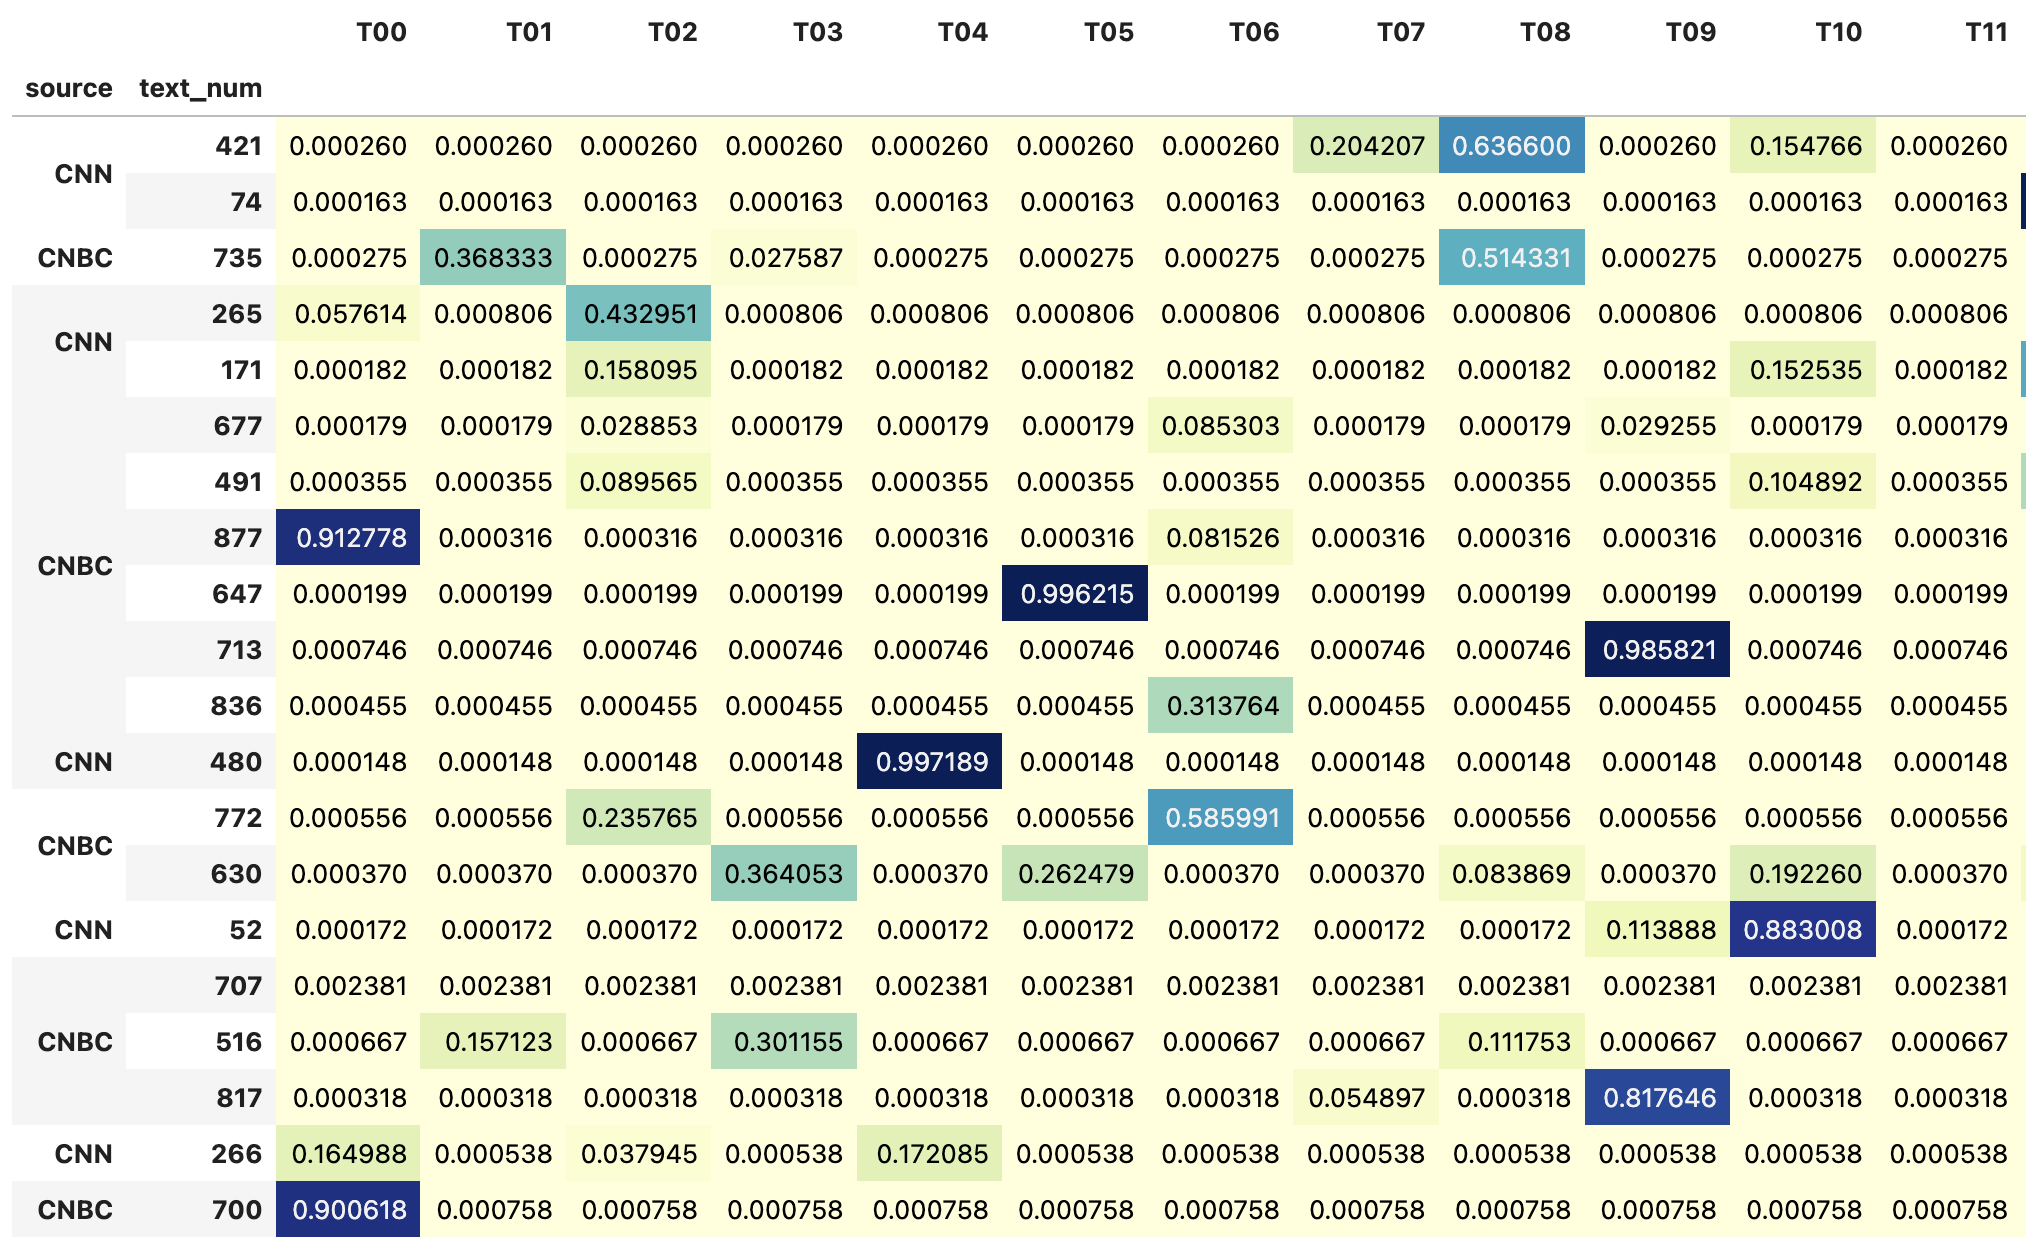 T00 T01 T02 T03 T04 T05 T06 T07 T08 T09 T10 T11
source text_num
CNN 421 0.000260 0.000260 0.000260 0.000260 0.000260 0.000260 0.000260 0.204207 0.636600 0.000260 0.154766 0.000260
74 0.000163 0.000163 0.000163 0.000163 0.000163 0.000163 0.000163 0.000163 0.000163 0.000163 0.000163 0.000163
CNBC 735 0.000275 0.368333 0.000275 0.027587 0.000275 0.000275 0.000275 0.000275 0.514331 0.000275 0.000275 0.000275
CNN 265 0.057614 0.000806 0.432951 0.000806 0.000806 0.000806 0.000806 0.000806 0.000806 0.000806 0.000806 0.000806
171 0.000182 0.000182 0.158095 0.000182 0.000182 0.000182 0.000182 0.000182 0.000182 0.000182 0.152535 0.000182
CNBC 677 0.000179 0.000179 0.028853 0.000179 0.000179 0.000179 0.085303 0.000179 0.000179 0.029255 0.000179 0.000179
491 0.000355 0.000355 0.089565 0.000355 0.000355 0.000355 0.000355 0.000355 0.000355 0.000355 0.104892 0.000355
877 0.912778 0.000316 0.000316 0.000316 0.000316 0.000316 0.081526 0.000316 0.000316 0.000316 0.000316 0.000316
647 0.000199 0.000199 0.000199 0.000199 0.000199 0.996215 0.000199 0.000199 0.000199 0.000199 0.000199 0.000199
713 0.000746 0.000746 0.000746 0.000746 0.000746 0.000746 0.000746 0.000746 0.000746 0.985821 0.000746 0.000746
836 0.000455 0.000455 0.000455 0.000455 0.000455 0.000455 0.313764 0.000455 0.000455 0.000455 0.000455 0.000455
CNN 480 0.000148 0.000148 0.000148 0.000148 0.997189 0.000148 0.000148 0.000148 0.000148 0.000148 0.000148 0.000148
CNBC 772 0.000556 0.000556 0.235765 0.000556 0.000556 0.000556 0.585991 0.000556 0.000556 0.000556 0.000556 0.000556
630 0.000370 0.000370 0.000370 0.364053 0.000370 0.262479 0.000370 0.000370 0.083869 0.000370 0.192260 0.000370
CNN 52 0.000172 0.000172 0.000172 0.000172 0.000172 0.000172 0.000172 0.000172 0.000172 0.113888 0.883008 0.000172
CNBC 707 0.002381 0.002381 0.002381 0.002381 0.002381 0.002381 0.002381 0.002381 0.002381 0.002381 0.002381 0.002381
516 0.000667 0.157123 0.000667 0.301155 0.000667 0.000667 0.000667 0.000667 0.111753 0.000667 0.000667 0.000667
817 0.000318 0.000318 0.000318 0.000318 0.000318 0.000318 0.000318 0.054897 0.000318 0.817646 0.000318 0.000318
CNN 266 0.164988 0.000538 0.037945 0.000538 0.172085 0.000538 0.000538 0.000538 0.000538 0.000538 0.000538 0.000538
CNBC 700 0.900618 0.000758 0.000758 0.000758 0.000758 0.000758 0.000758 0.000758 0.000758 0.000758 0.000758 0.000758